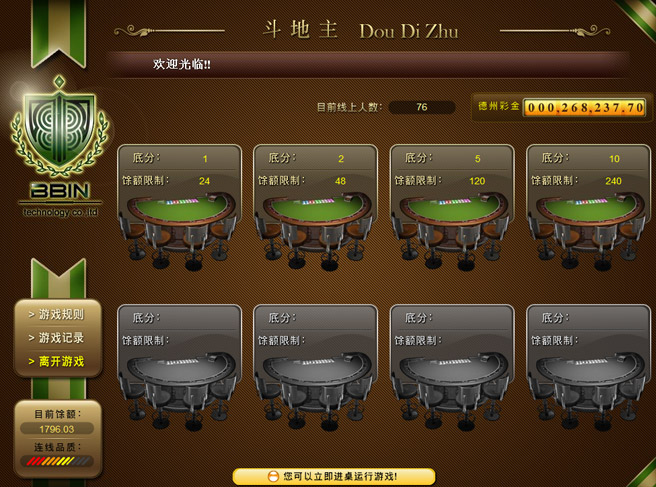 斗地主 Dou Di Zhu
欢迎光临!!
目前线上人数: 76
德州彩金 000,268,237.70
底分: 1
馀额限制: 24
底分: 2
馀额限制: 48
底分: 5
馀额限制: 120
底分: 10
馀额限制: 240
BBIN
technology co.,ltd
底分:
馀额限制:
底分:
馀额限制:
底分:
馀额限制:
底分:
馀额限制:
> 游戏规则
> 游戏记录
> 离开游戏
目前馀额:
1796.03
连线品质:
您可以立即进桌运行游戏!